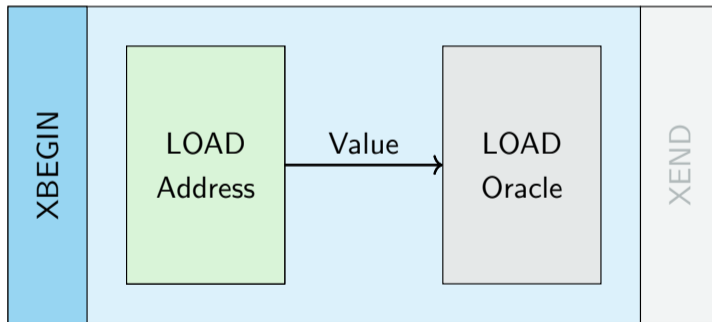 XBEGIN
LOAD
Address
Value
LOAD
Oracle
XEND